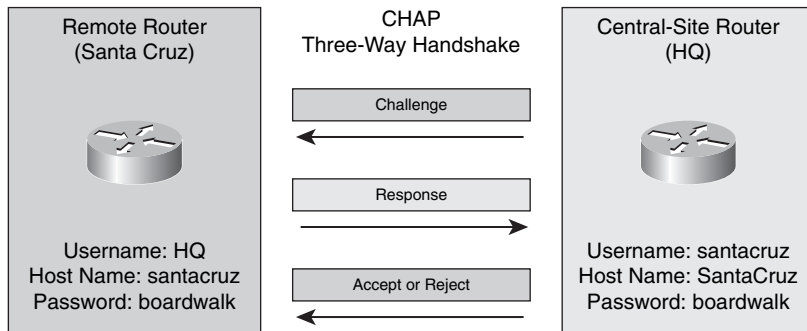 Remote Router
(Santa Cruz)
Username: HQ
Host Name: santacruz
Password: boardwalk
CHAP
Three-Way Handshake
Challenge
Response
Accept or Reject
Central-Site Router
(HQ)
Username: santacruz
Host Name: SantaCruz
Password: boardwalk